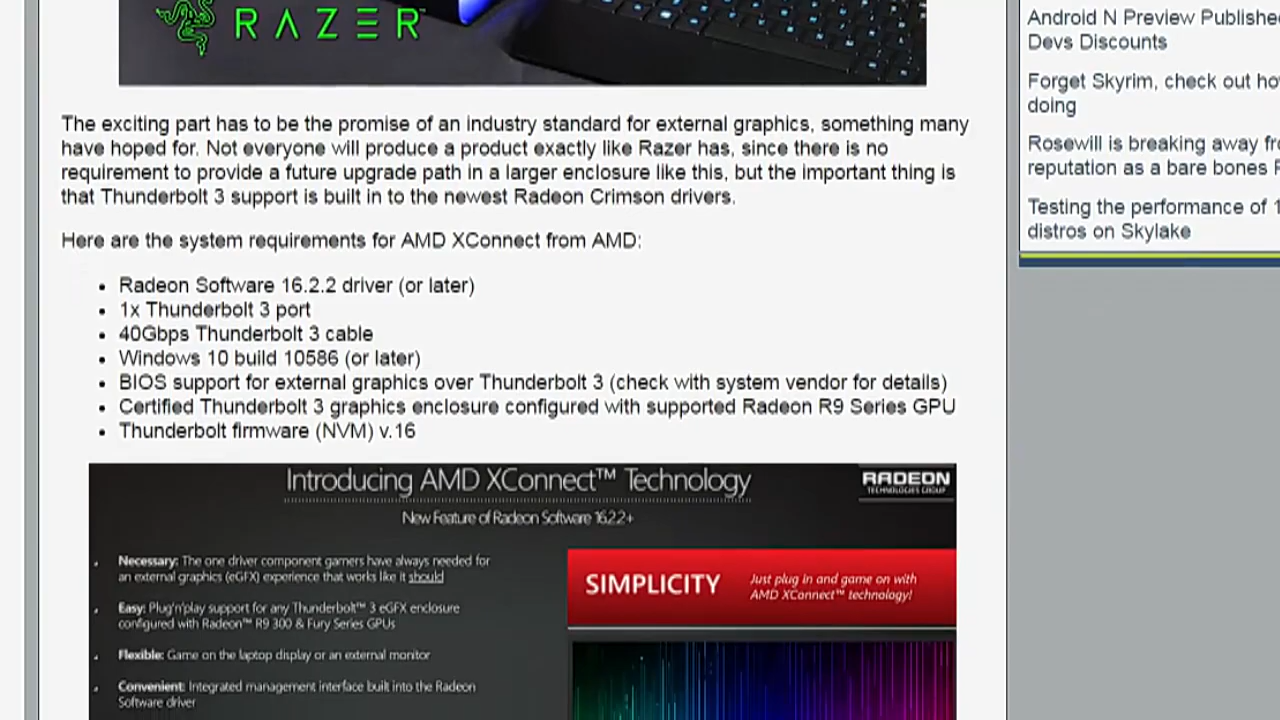 RAZER
The exciting part has to be the promise of an industry standard for external graphics, something many
have hoped for. Not everyone will produce a product exactly like Razer has, since there is no
requirement to provide a future upgrade path in a larger enclosure like this, but the important thing is
that Thunderbolt 3 support is built in to the newest Radeon Crimson drivers.
Here are the system requirements for AMD XConnect from AMD:
• Radeon Software 16.2.2 driver (or later)
• 1x Thunderbolt 3 port
• 40Gbps Thunderbolt 3 cable
• Windows 10 build 10586 (or later)
• BIOS support for external graphics over Thunderbolt 3 (check with system vendor for details)
• Certified Thunderbolt 3 graphics enclosure configured with supported Radeon R9 Series GPU
• Thunderbolt firmware (NVM) v.16
Introducing AMD XConnect™ Technology
RADEON
TECHNOLOGIES GROUP
New Feature of Radeon Software 16.2.2+
Necessary: The one driver component gamers have always needed for
an external graphics (eGFX) experience that works like it should
Easy: Plug'n'play support for any Thunderbolt™ 3 eGFX enclosure
configured with Radeon™ R9 300 & Fury Series GPUs
Flexible: Game on the laptop display or an external monitor
Convenient: Integrated management interface built into the Radeon
Software driver
SIMPLICITY
Just plug in and game on with
AMD XConnect™ technology!
Android N Preview Publishe
Devs Discounts
Forget Skyrim, check out ho
doing
Rosewill is breaking away fr
reputation as a bare bones
Testing the performance of 1
distros on Skylake